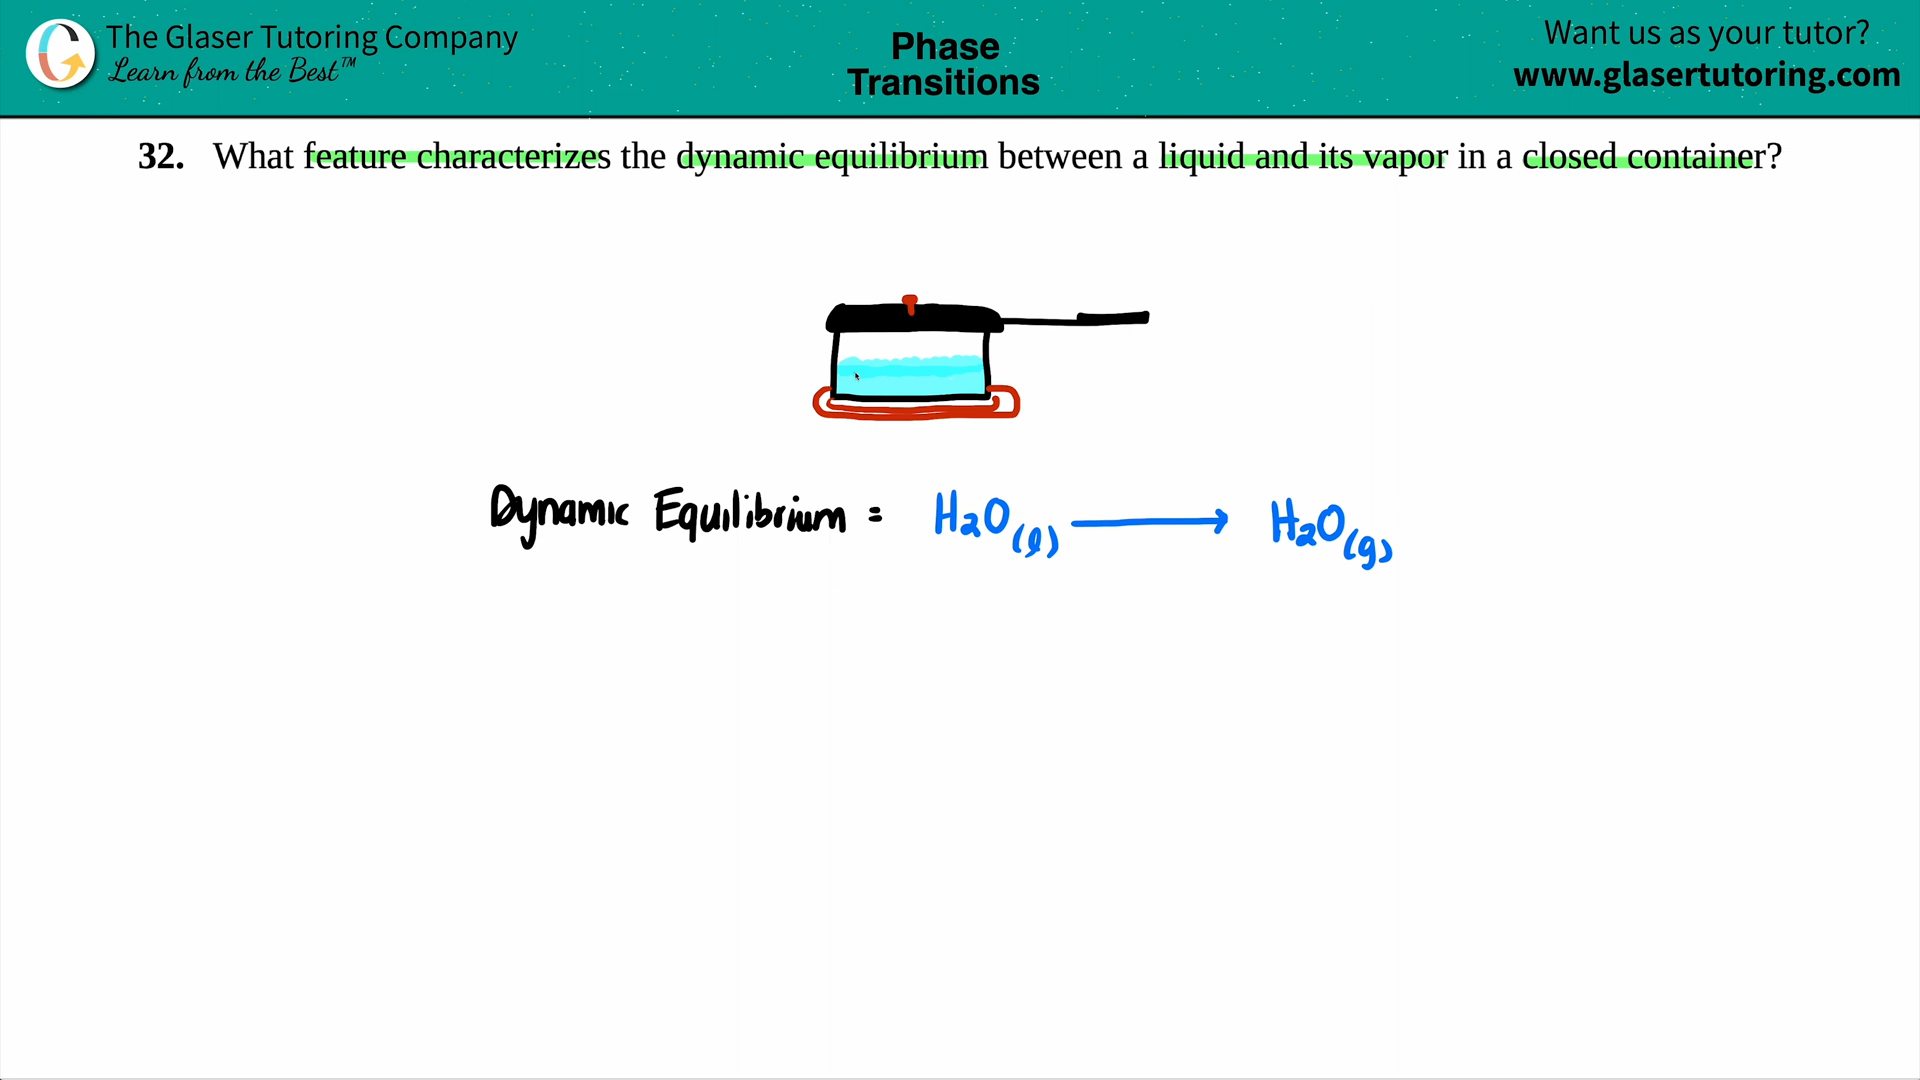 The Glaser Tutoring Company
Learn from the Best™
Phase
Transitions
Want us as your tutor?
www.glasertutoring.com
32. What feature characterizes the dynamic equilibrium between a liquid and its vapor in a closed container?
Dynamic Equilibrium = H₂O(l) ⟶ H₂O(g)